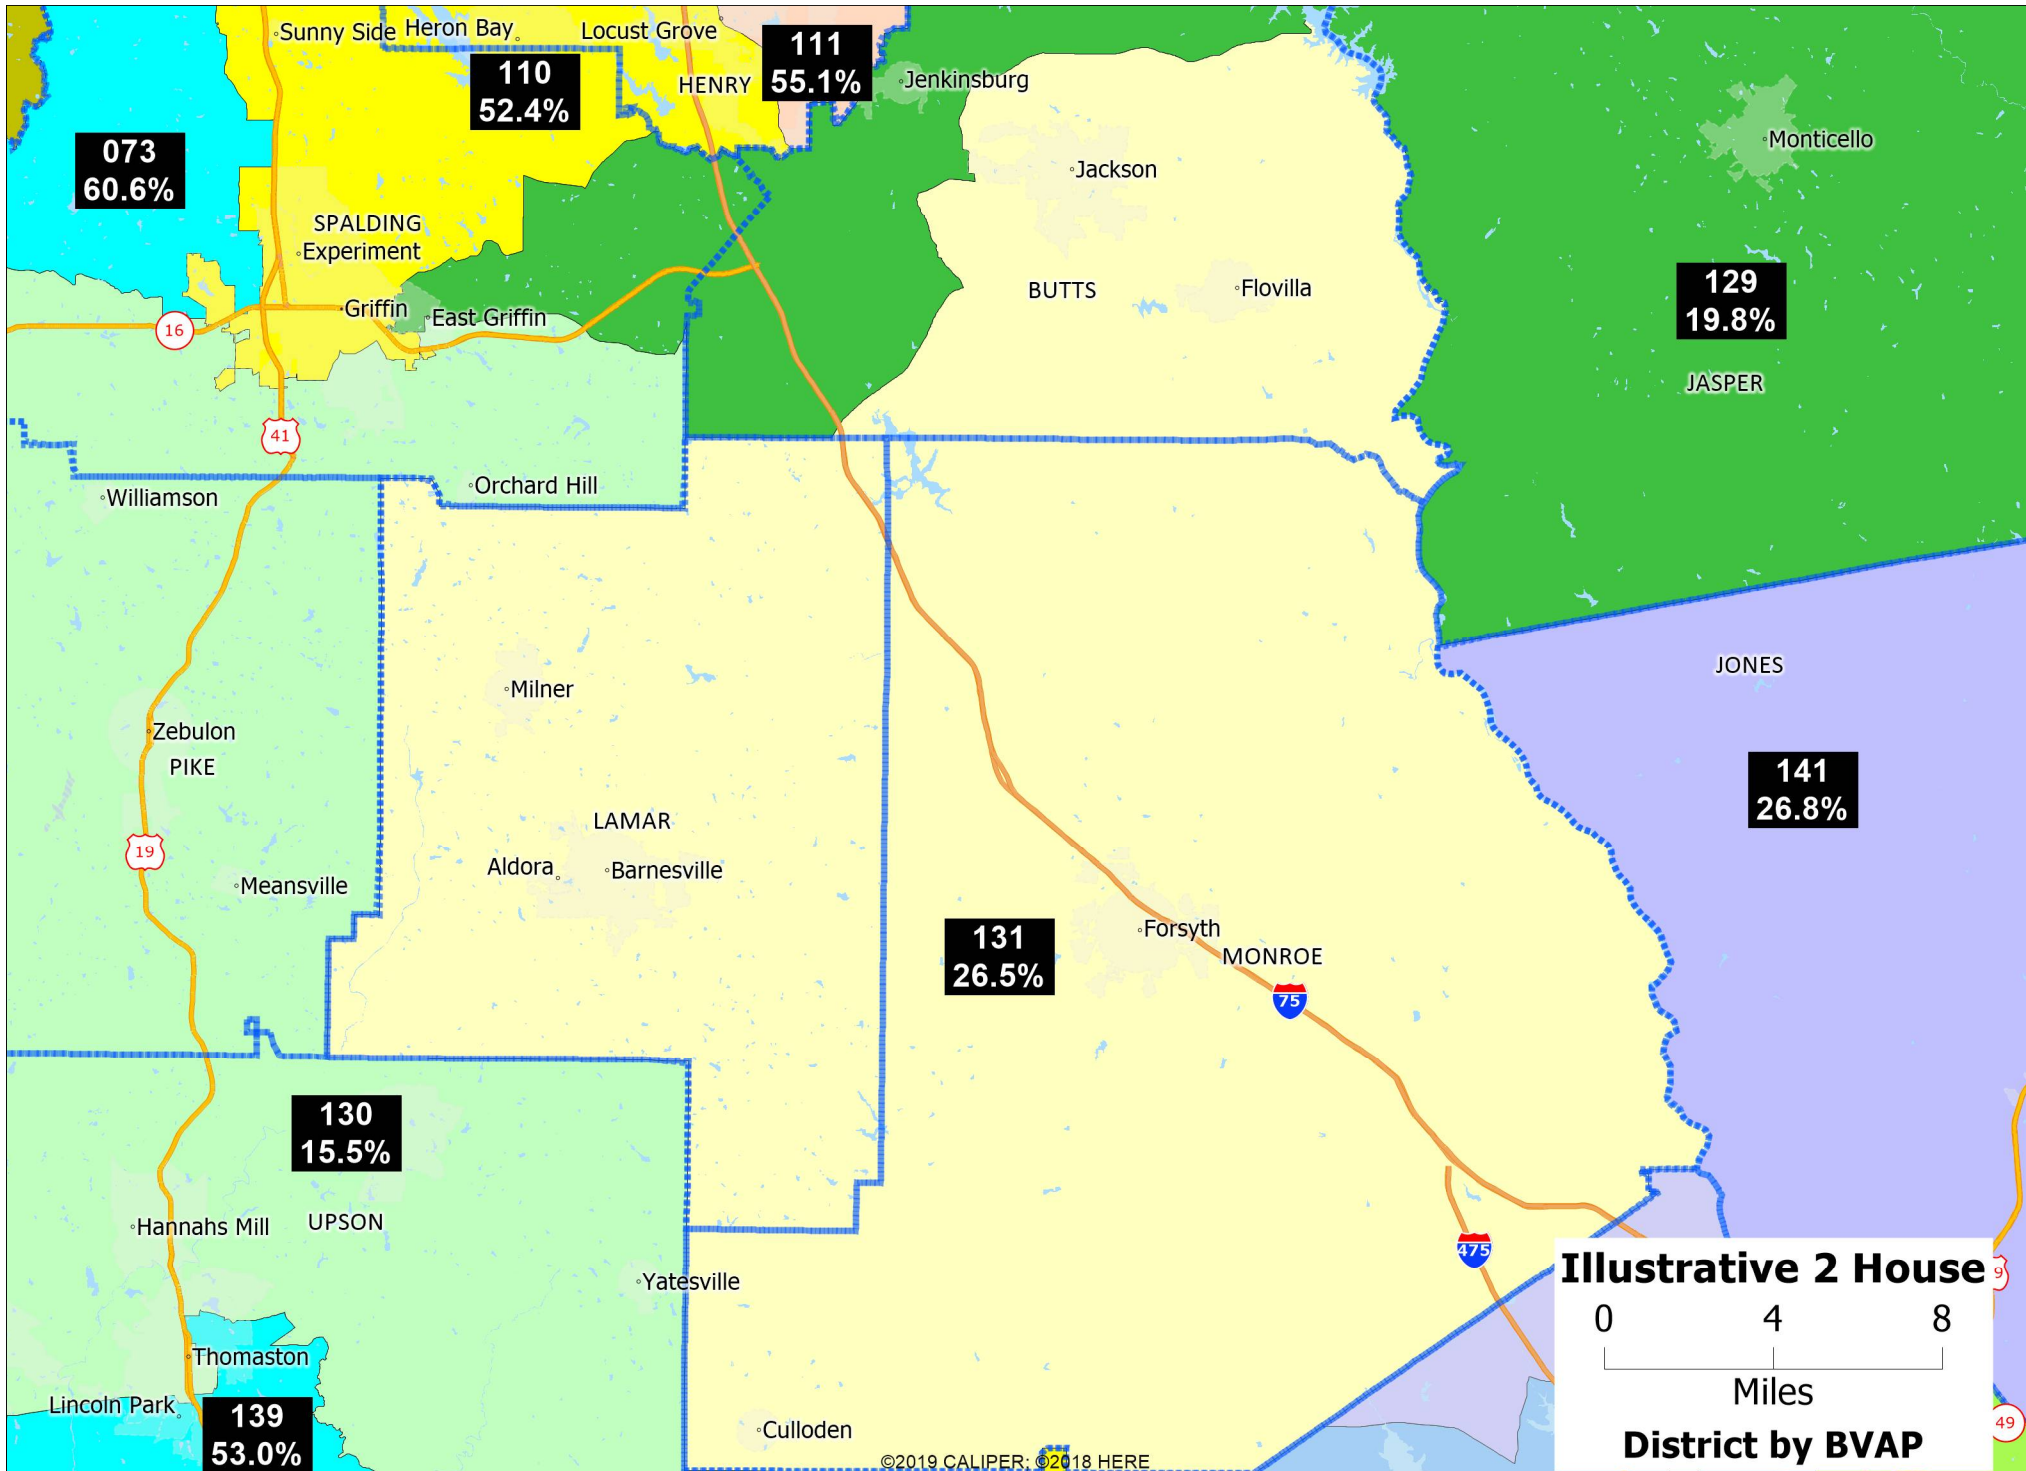 Sunny Side
Heron Bay
Locust Grove
111
55.1%
110
52.4%
HENRY
Jenkinsburg
073
60.6%
Monticello
Jackson
SPALDING
Experiment
129
19.8%
BUTTS
Flovilla
Griffin
East Griffin
16
JASPER
41
Williamson
Orchard Hill
JONES
Milner
Zebulon
PIKE
141
26.8%
LAMAR
19
Aldora
Barnesville
Meansville
131
26.5%
Forsyth
MONROE
75
130
15.5%
Hannahs Mill
UPSON
475
Yatesville
Illustrative 2 House
9
0 4 8
Miles
District by BVAP
Thomaston
Lincoln Park
139
53.0%
Culloden
49
©2019 CALIPER; ©2018 HERE